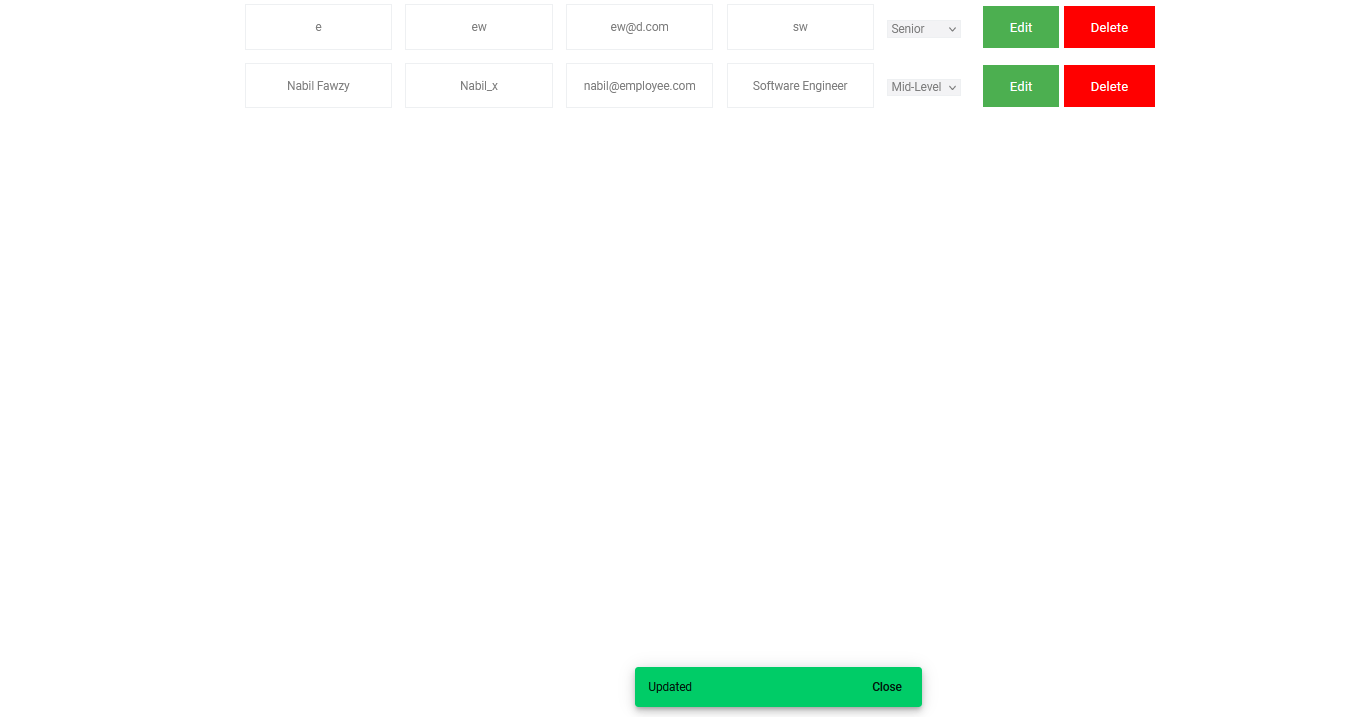 e ew ew@d.com sw Senior Edit Delete
Nabil Fawzy Nabil_x nabil@employee.com Software Engineer Mid-Level Edit Delete
Updated Close